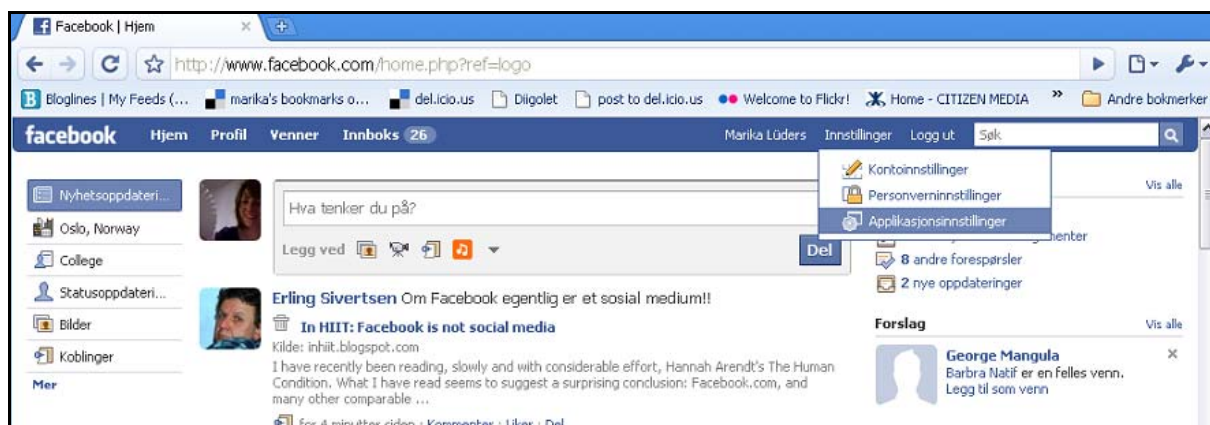 Facebook | Hjem
http://www.facebook.com/home.php?ref=logo
Bloglines | My Feeds (... marika's bookmarks o... del.icio.us Diigolet post to del.icio.us Welcome to Flickr! Home - CITIZEN MEDIA » Andre bokmerker
facebook Hjem Profil Venner Innboks 26 Marika Lüders Innstillinger Logg ut Søk
Kontoinnstillinger
Personverninnstillinger
Applikasjonsinnstillinger
Vis alle
Nyhetsoppdateri...
Oslo, Norway
College
Statusoppdateri...
Bilder
Koblinger
Mer
Hva tenker du på?
Legg ved
Del
Erling Sivertsen Om Facebook egentlig er et sosial medium!!
In HIIT: Facebook is not social media
Kilde: inhiit.blogspot.com
I have recently been reading, slowly and with considerable effort, Hannah Arendt's The Human
Condition. What I have read seems to suggest a surprising conclusion: Facebook.com, and
many other comparable ...
for 4 minutter siden · Kommenter · Liker · Del
8 andre forespørsler
2 nye oppdateringer
Forslag Vis alle
George Mangula
Barbra Natif er en felles venn.
Legg til som venn